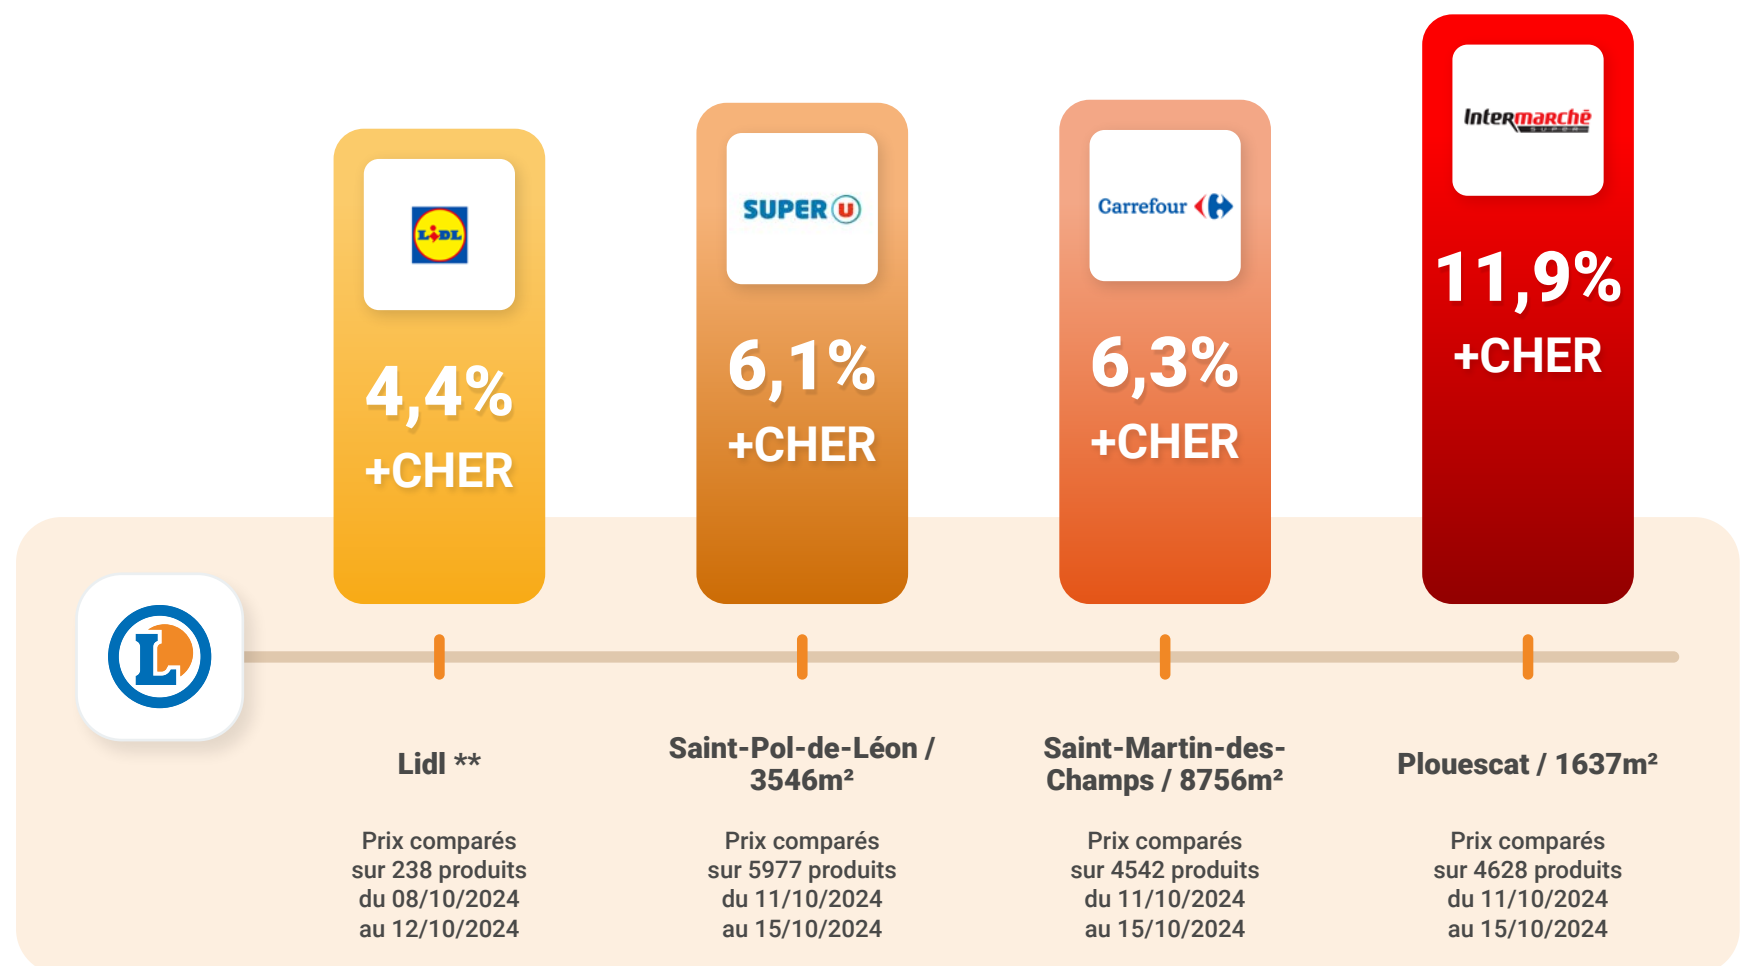 LiDL
4,4%
+CHER
SUPER U
6,1%
+CHER
Carrefour
6,3%
+CHER
Intermarchē
SUPER
11,9%
+CHER
L
Lidl **
Prix comparés
sur 238 produits
du 08/10/2024
au 12/10/2024
Saint-Pol-de-Léon /
3546m²
Prix comparés
sur 5977 produits
du 11/10/2024
au 15/10/2024
Saint-Martin-des-
Champs / 8756m²
Prix comparés
sur 4542 produits
du 11/10/2024
au 15/10/2024
Plouescat / 1637m²
Prix comparés
sur 4628 produits
du 11/10/2024
au 15/10/2024